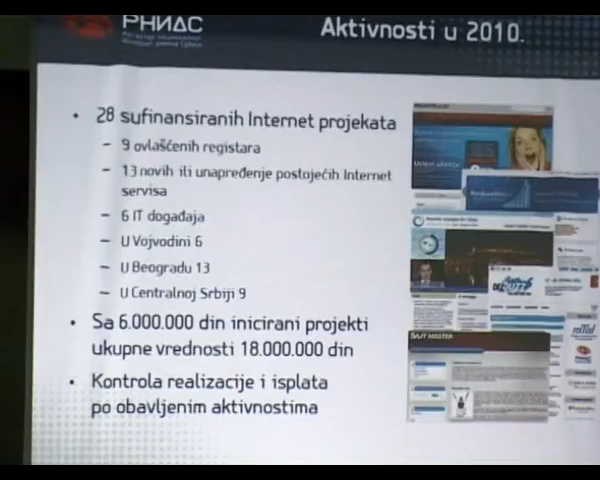 РНИДС
Aktivnosti u 2010.
• 28 sufinansiranih Internet projekata
– 9 ovlašćenih registara
– 13 novih ili unapređenje postojećih Internet
servisa
– 6 IT događaja
– U Vojvodini 6
– U Beogradu 13
– U Centralnoj Srbiji 9
• Sa 6.000.000 din inicirani projekti
ukupne vrednosti 18.000.000 din
• Kontrola realizacije i isplata
po obavljenim aktivnostima
SAJT MASTER